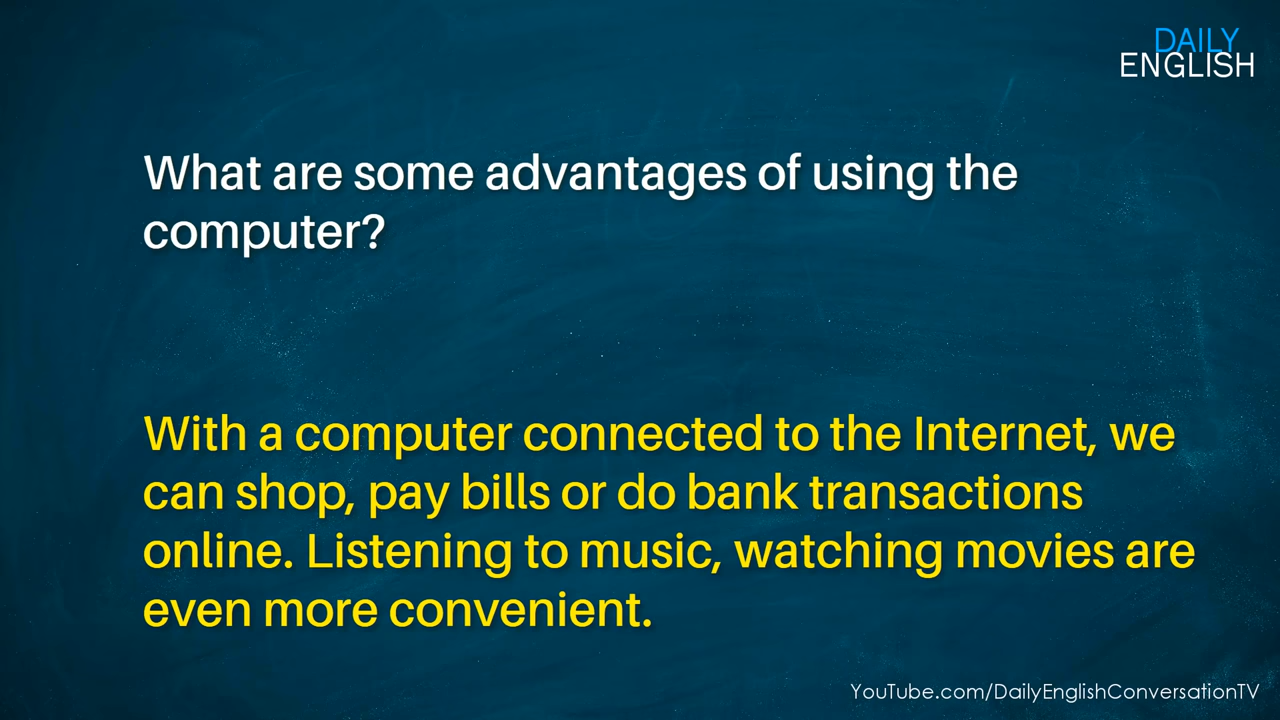 DAILY
ENGLISH
What are some advantages of using the
computer?
With a computer connected to the Internet, we
can shop, pay bills or do bank transactions
online. Listening to music, watching movies are
even more convenient.
YouTube.com/DailyEnglishConversationTV